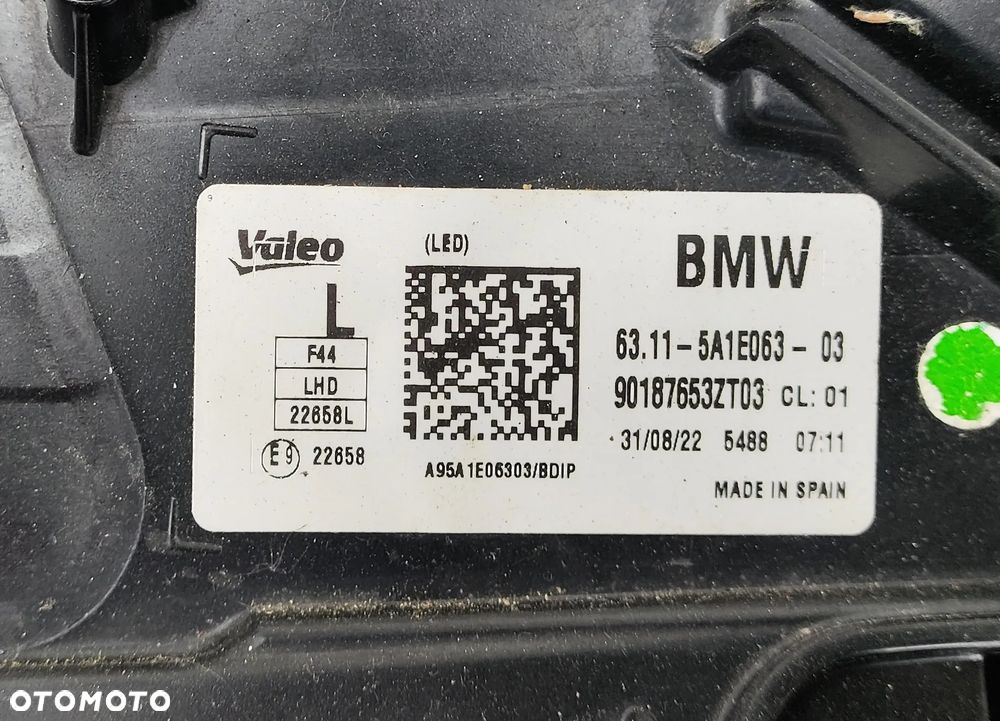 Valeo
(LED)
BMW
L
F44
LHD
22658L
E9 22658
A95A1E06303/BDIP
63.11-5A1E063-03
90187653ZT03 CL: 01
31/08/22 5488 07:11
MADE IN SPAIN
OTOMOTO